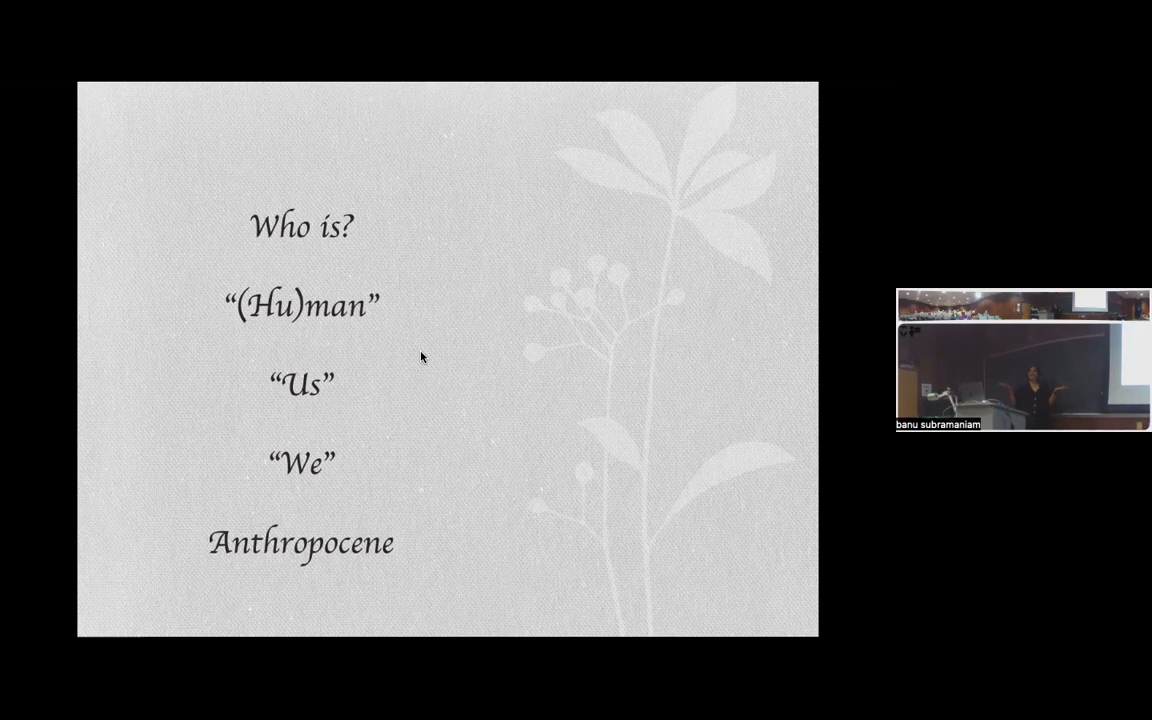 Who is?
“(Hu)man”
“Us”
“We”
Anthropocene
banu subramaniam